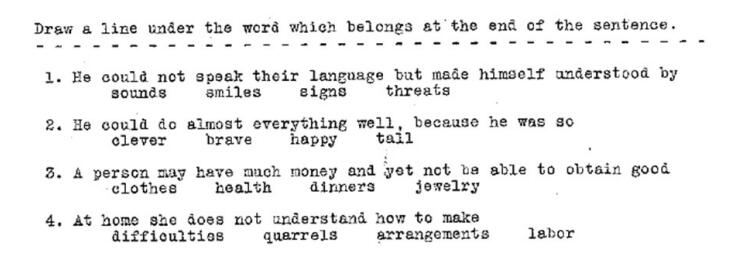 Draw a line under the word which belongs at the end of the sentence.
1. He could not speak their language but made himself understood by
sounds smiles signs threats
2. He could do almost everything well, because he was so
clever brave happy tall
3. A person may have much money and yet not be able to obtain good
clothes health dinners jewelry
4. At home she does not understand how to make
difficulties quarrels arrangements labor